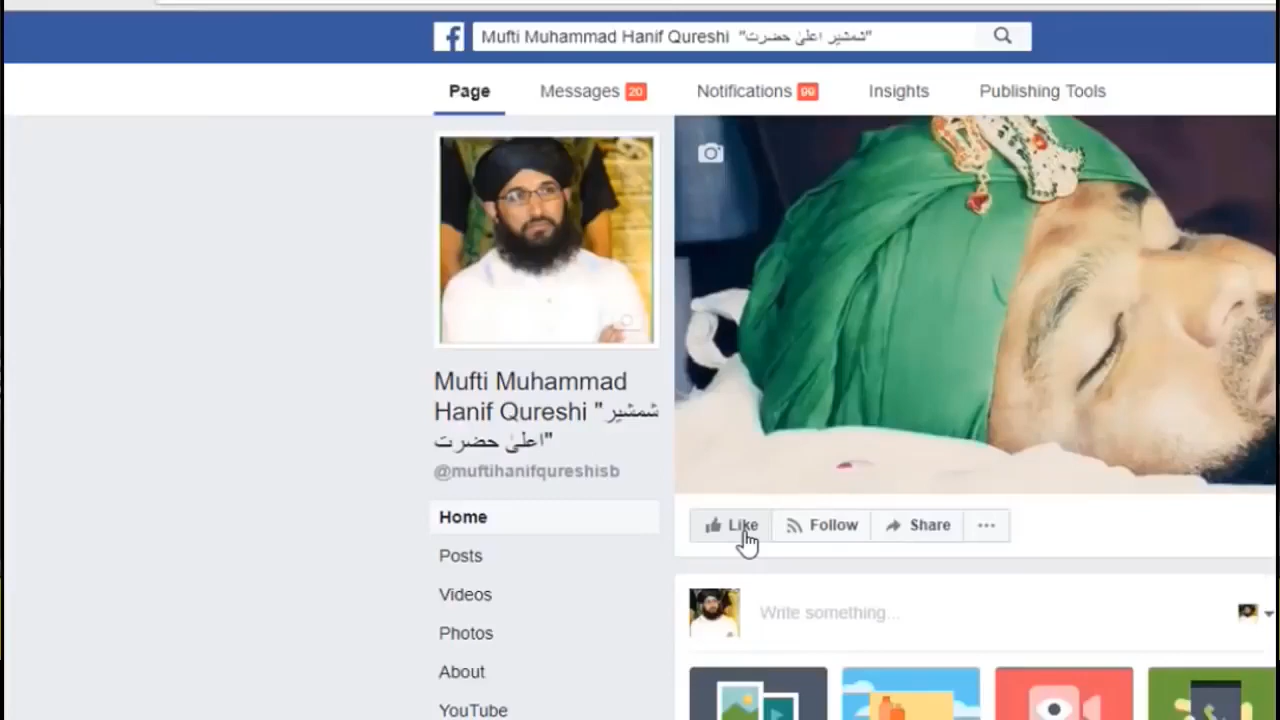 Mufti Muhammad Hanif Qureshi "شمشیر اعلیٰ حضرت"
Page
Messages 20
Notifications 99
Insights
Publishing Tools
Mufti Muhammad
Hanif Qureshi "شمشیر
اعلیٰ حضرت"
@muftihanifqureshisb
Like
Follow
Share
Home
Posts
Videos
Photos
About
YouTube
Write something...